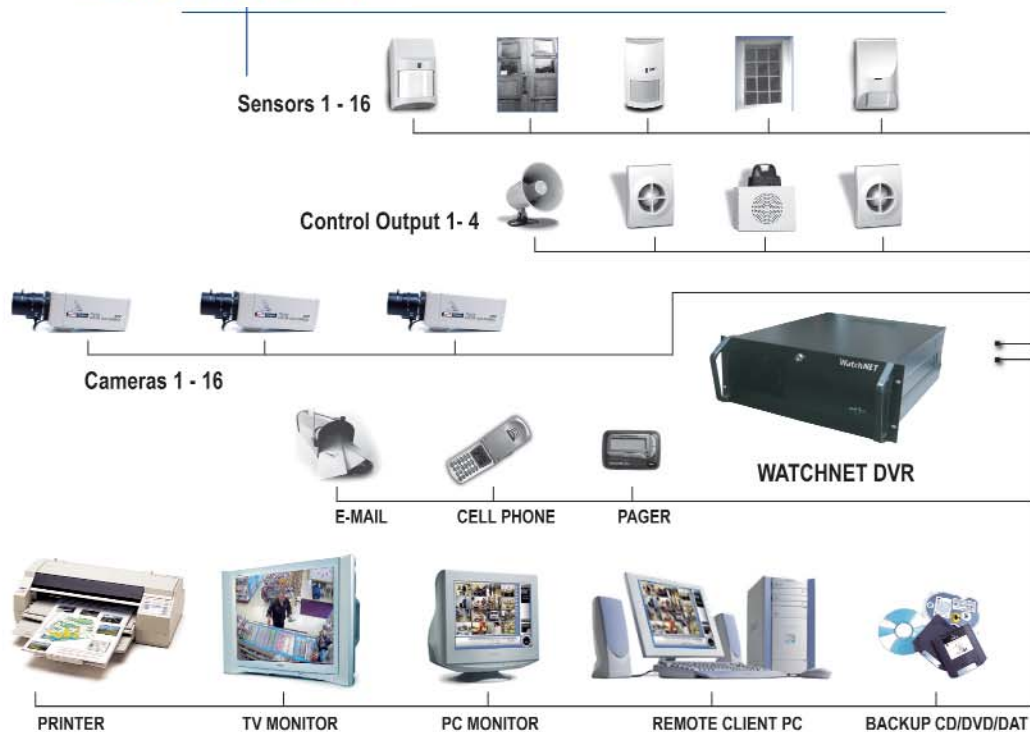 Sensors 1 - 16
Control Output 1- 4
Cameras 1 - 16
WatchNET
WATCHNET DVR
E-MAIL
CELL PHONE
PAGER
PRINTER
TV MONITOR
PC MONITOR
REMOTE CLIENT PC
BACKUP CD/DVD/DAT